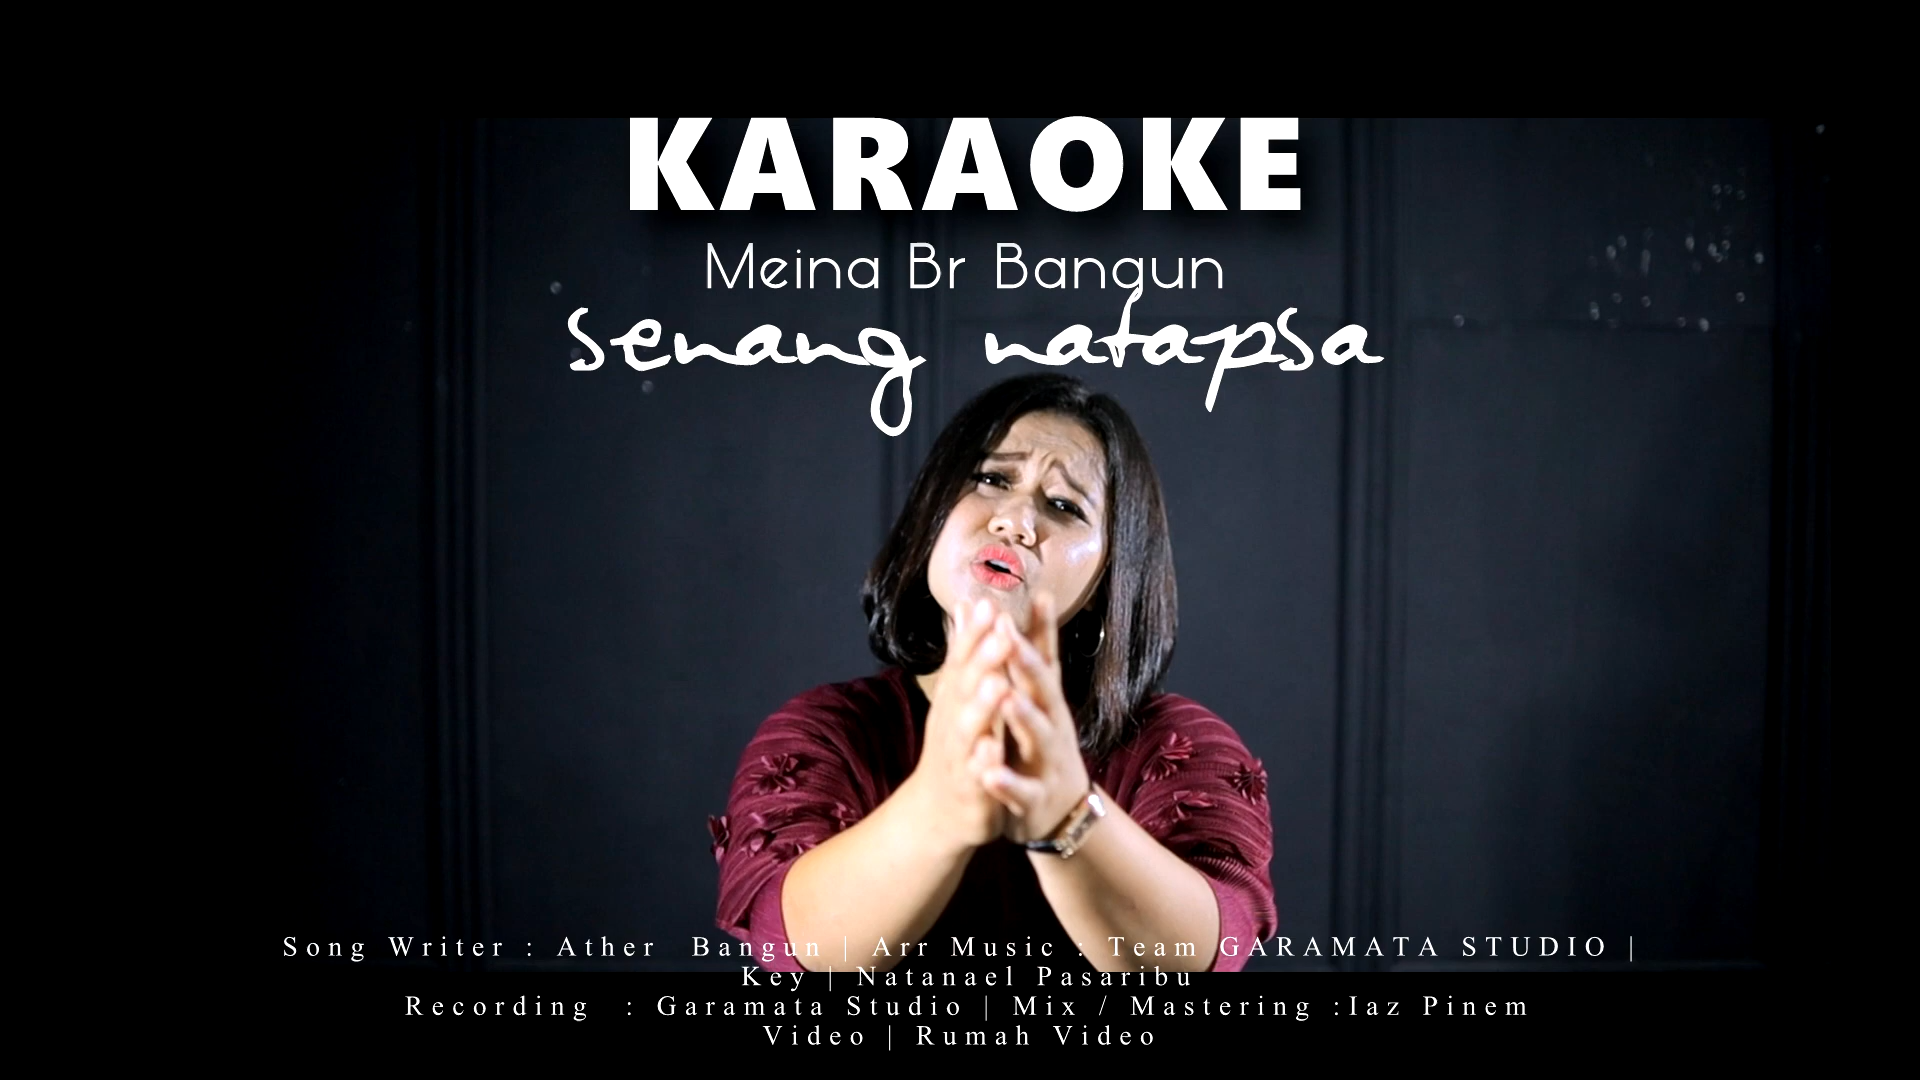 KARAOKE
Meina Br Bangun
senang natapsa
Song Writer : Ather Bangun | Arr Music : Team GARAMATA STUDIO |
Key | Natanael Pasaribu
Recording : Garamata Studio | Mix / Mastering :Iaz Pinem
Video | Rumah Video